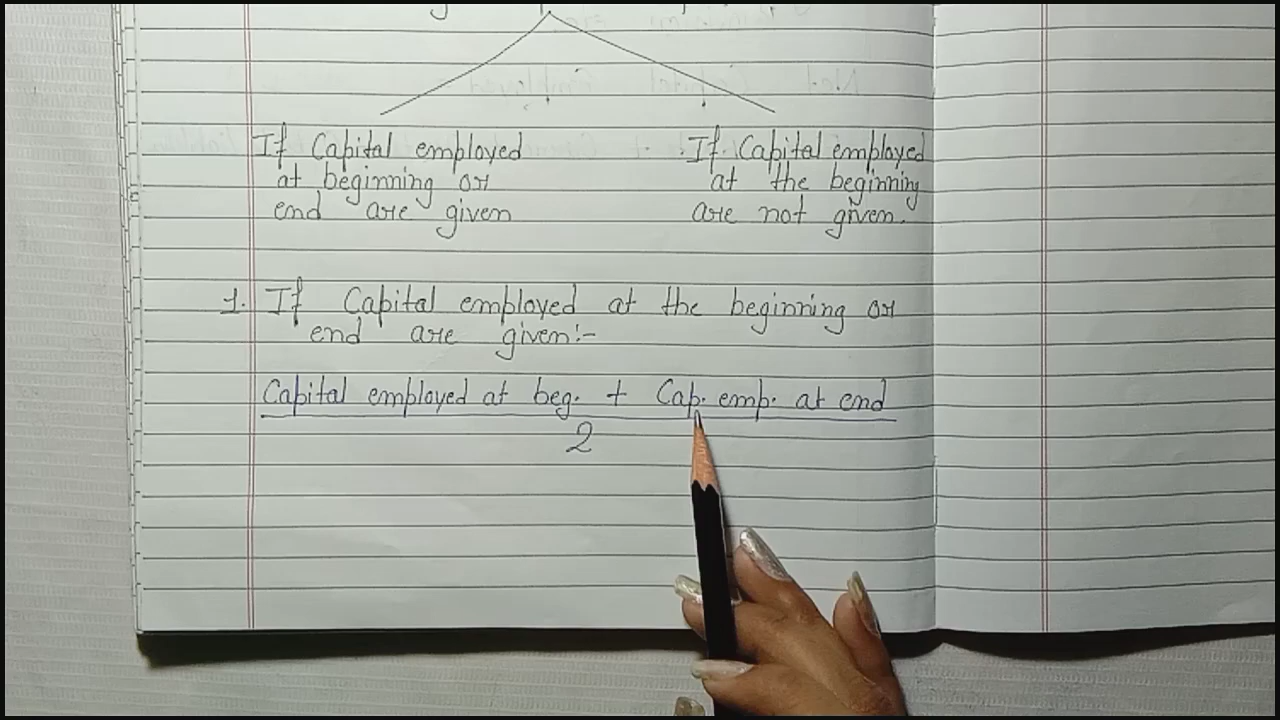 If Capital employed
at beginning or
end are given
If Capital employed
at the beginning
are not given.
1. If Capital employed at the beginning or
end are given:-
Capital employed at beg. + Cap. emp. at end
2